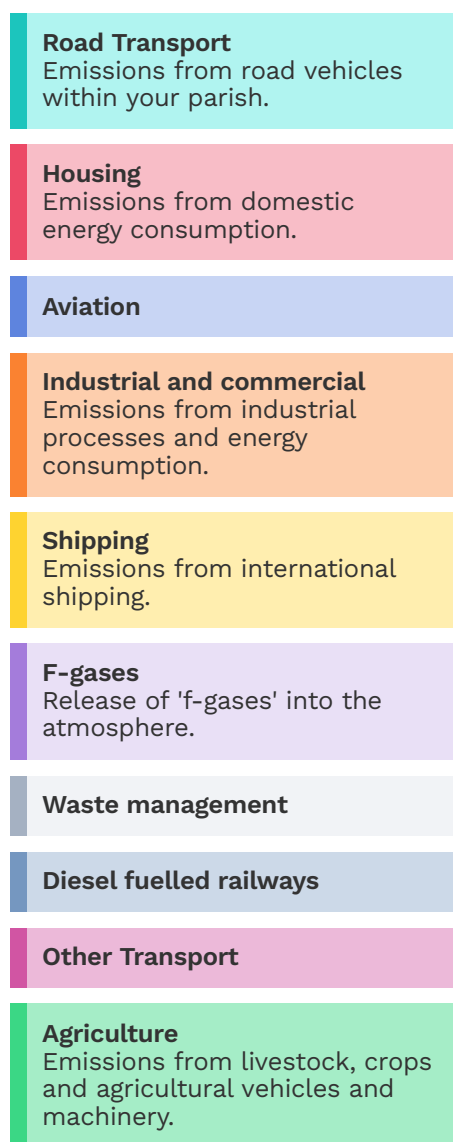 Road Transport
Emissions from road vehicles
within your parish.
Housing
Emissions from domestic
energy consumption.
Aviation
Industrial and commercial
Emissions from industrial
processes and energy
consumption.
Shipping
Emissions from international
shipping.
F-gases
Release of 'f-gases' into the
atmosphere.
Waste management
Diesel fuelled railways
Other Transport
Agriculture
Emissions from livestock, crops
and agricultural vehicles and
machinery.